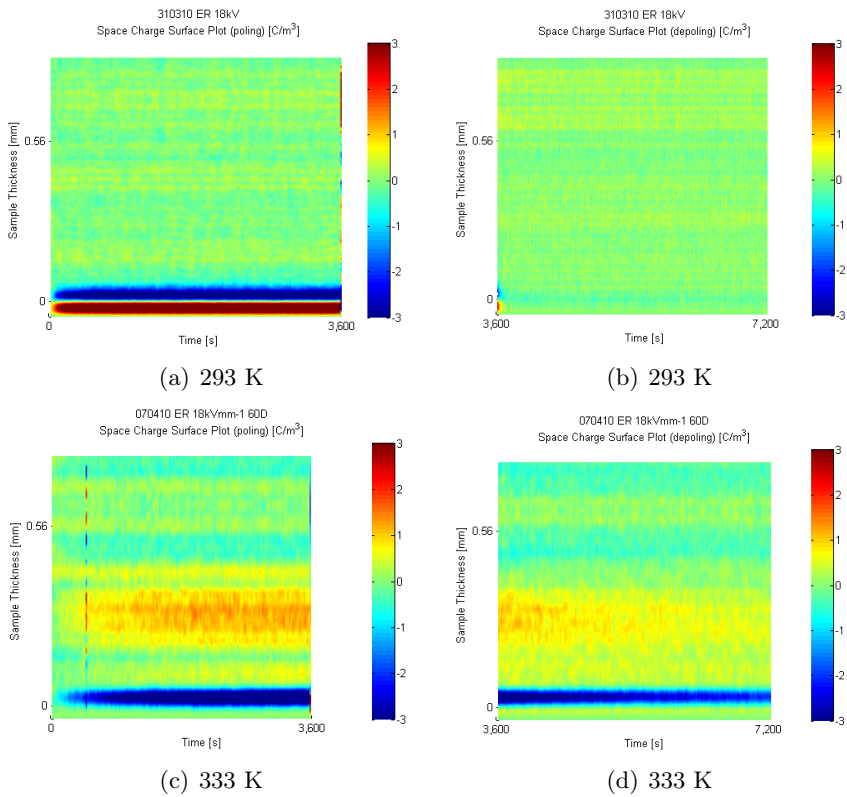 310310 ER 18kV
Space Charge Surface Plot (poling) [C/m³]
Sample Thickness [mm]
0.56
0
0
3,600
Time [s]
3
2
1
0
-1
-2
-3
(a) 293 K
310310 ER 18kV
Space Charge Surface Plot (depoling) [C/m³]
Sample Thickness [mm]
0.56
0
3,600
7,200
Time [s]
3
2
1
0
-1
-2
-3
(b) 293 K
070410 ER 18kVmm-1 60D
Space Charge Surface Plot (poling) [C/m³]
Sample Thickness [mm]
0.56
0
0
3,600
Time [s]
3
2
1
0
-1
-2
-3
(c) 333 K
070410 ER 18kVmm-1 60D
Space Charge Surface Plot (depoling) [C/m³]
Sample Thickness [mm]
0.56
0
3,600
7,200
Time [s]
3
2
1
0
-1
-2
-3
(d) 333 K